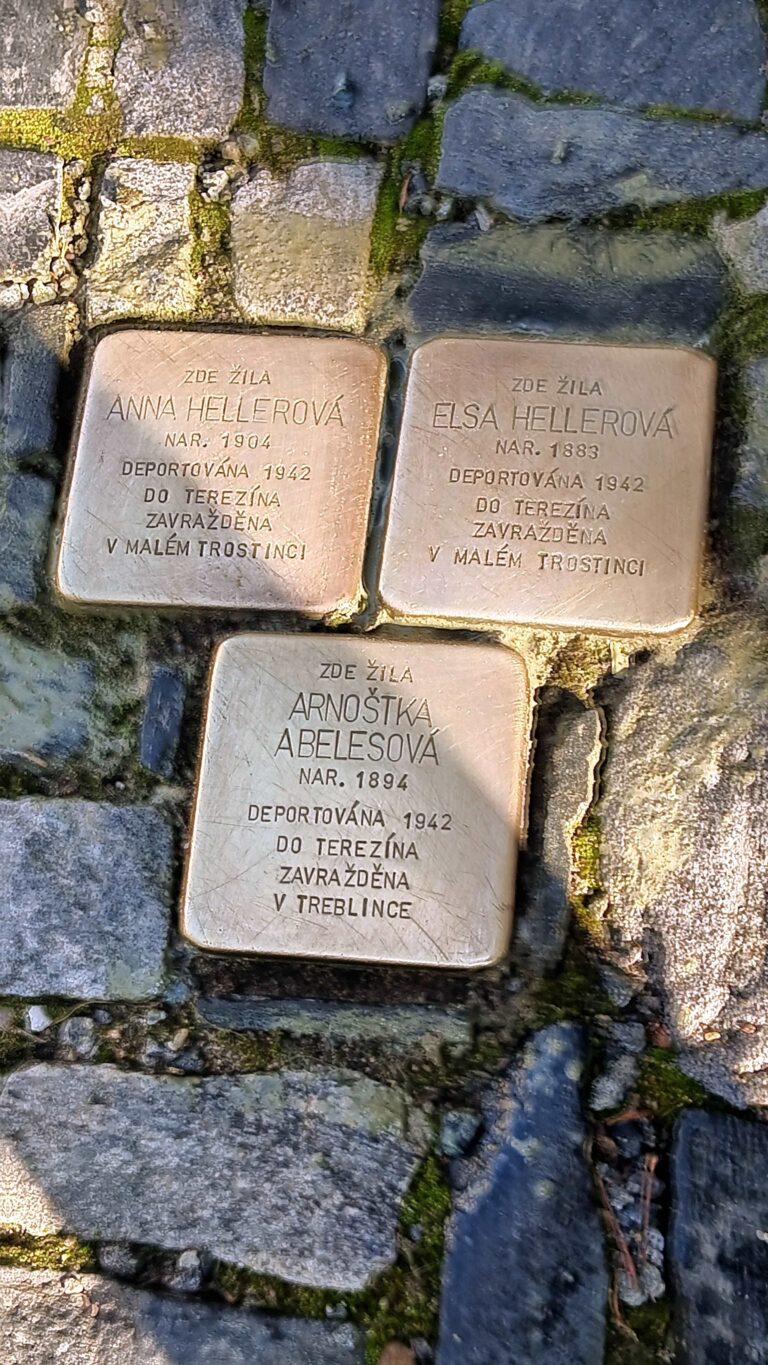 ZDE ŽILA
ANNA HELLEROVÁ
NAR. 1904
DEPORTOVÁNA 1942
DO TEREZÍNA
ZAVRAŽDĚNA
V MALÉM TROSTINCI
ZDE ŽILA
ELSA HELLEROVÁ
NAR. 1883
DEPORTOVÁNA 1942
DO TEREZÍNA
ZAVRAŽDĚNA
V MALÉM TROSTINCI
ZDE ŽILA
ARNOŠTKA
ABELESOVÁ
NAR. 1894
DEPORTOVÁNA 1942
DO TEREZÍNA
ZAVRAŽDĚNA
V TREBLINCE